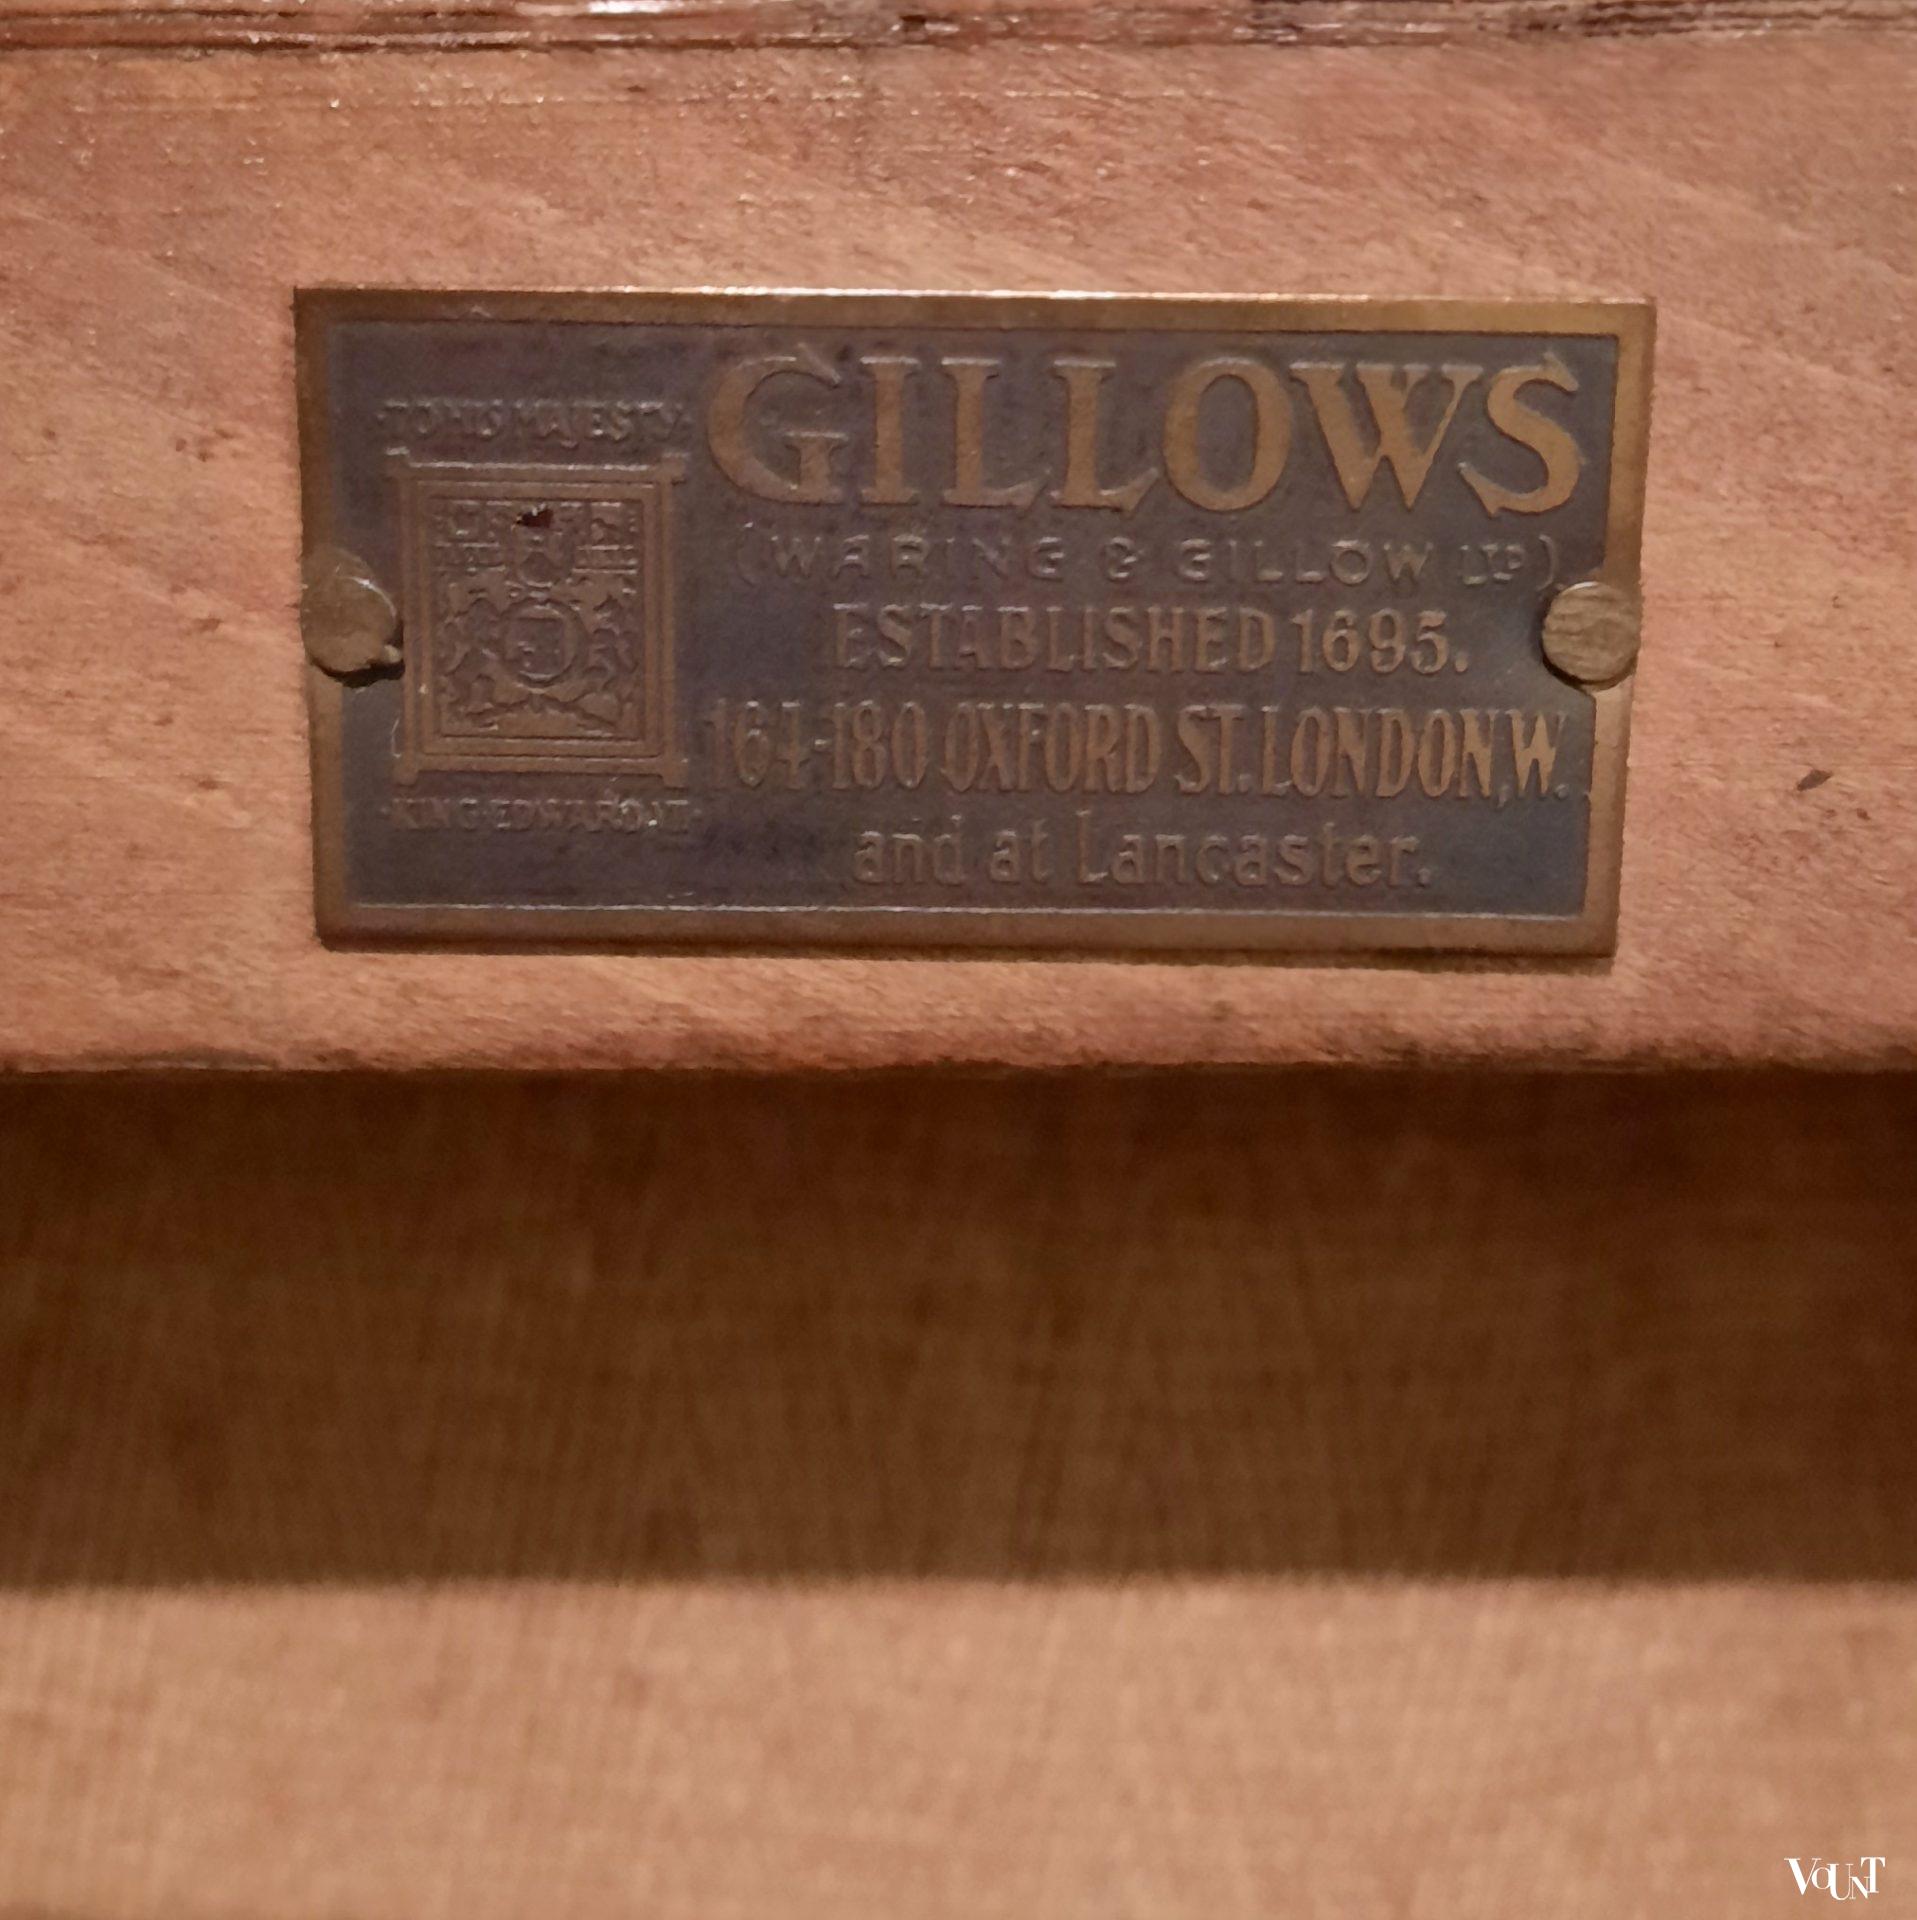 TO HIS MAJESTY
KING EDWARD VII
GILLOWS
(WARING & GILLOW LTD)
ESTABLISHED 1695.
164-180 OXFORD ST. LONDON, W.
and at Lancaster.
VOUNT